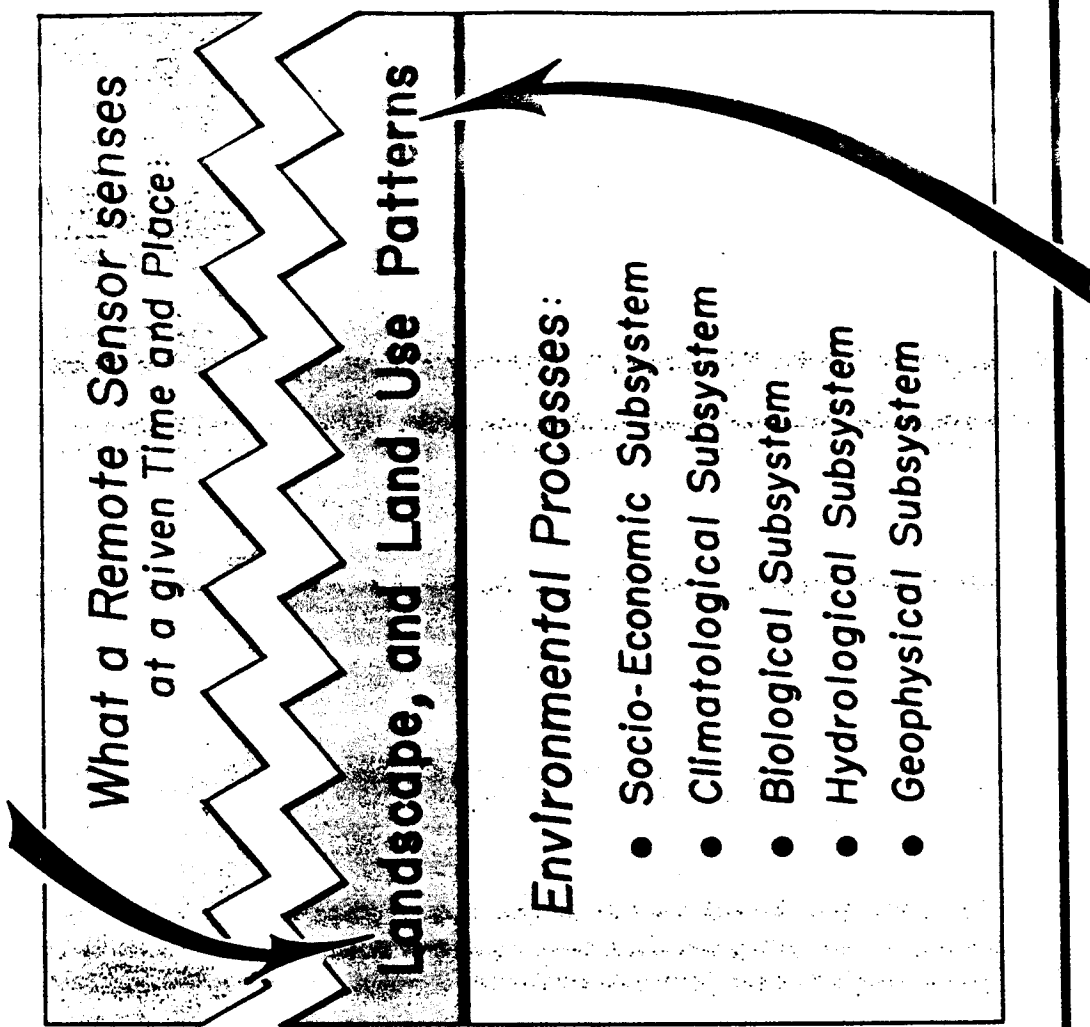 What a Remote Sensor senses
at a given Time and Place:
Landscape, and Land Use Patterns
Environmental Processes:
● Socio-Economic Subsystem
● Climatological Subsystem
● Biological Subsystem
● Hydrological Subsystem
● Geophysical Subsystem